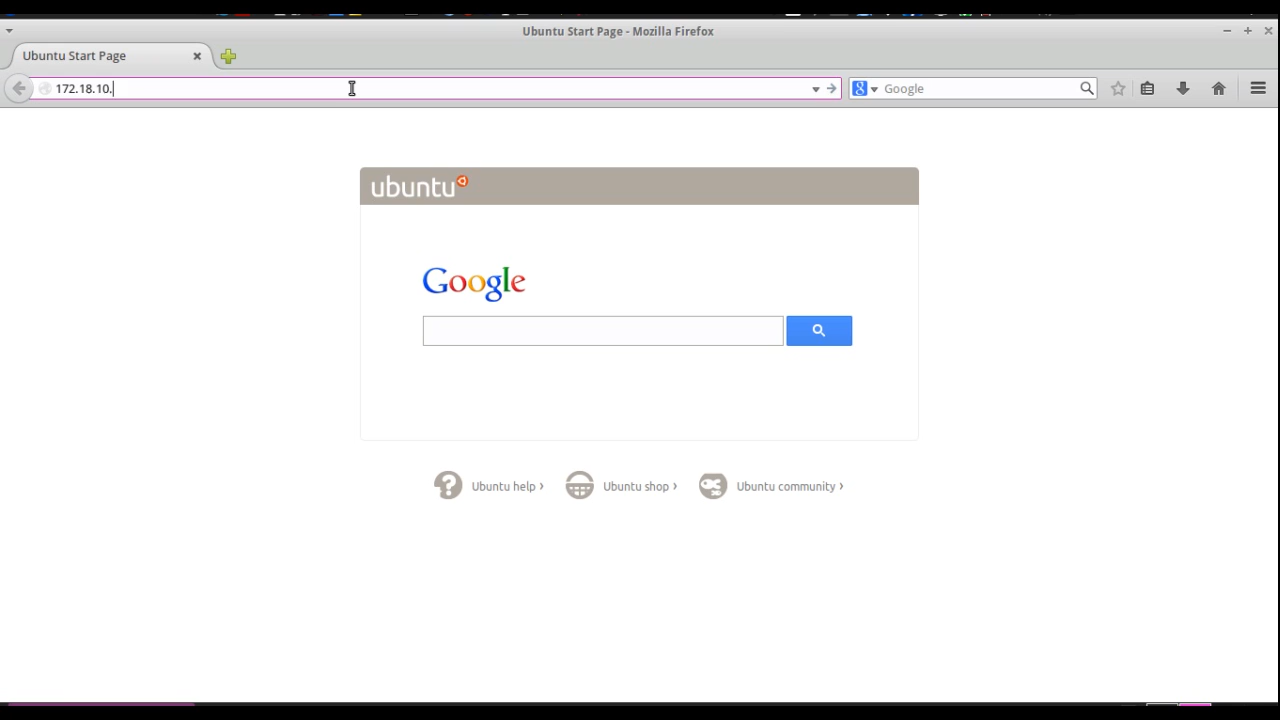 Ubuntu Start Page - Mozilla Firefox
Ubuntu Start Page
172.18.10.
Google
ubuntu
Google
Ubuntu help ›
Ubuntu shop ›
Ubuntu community ›